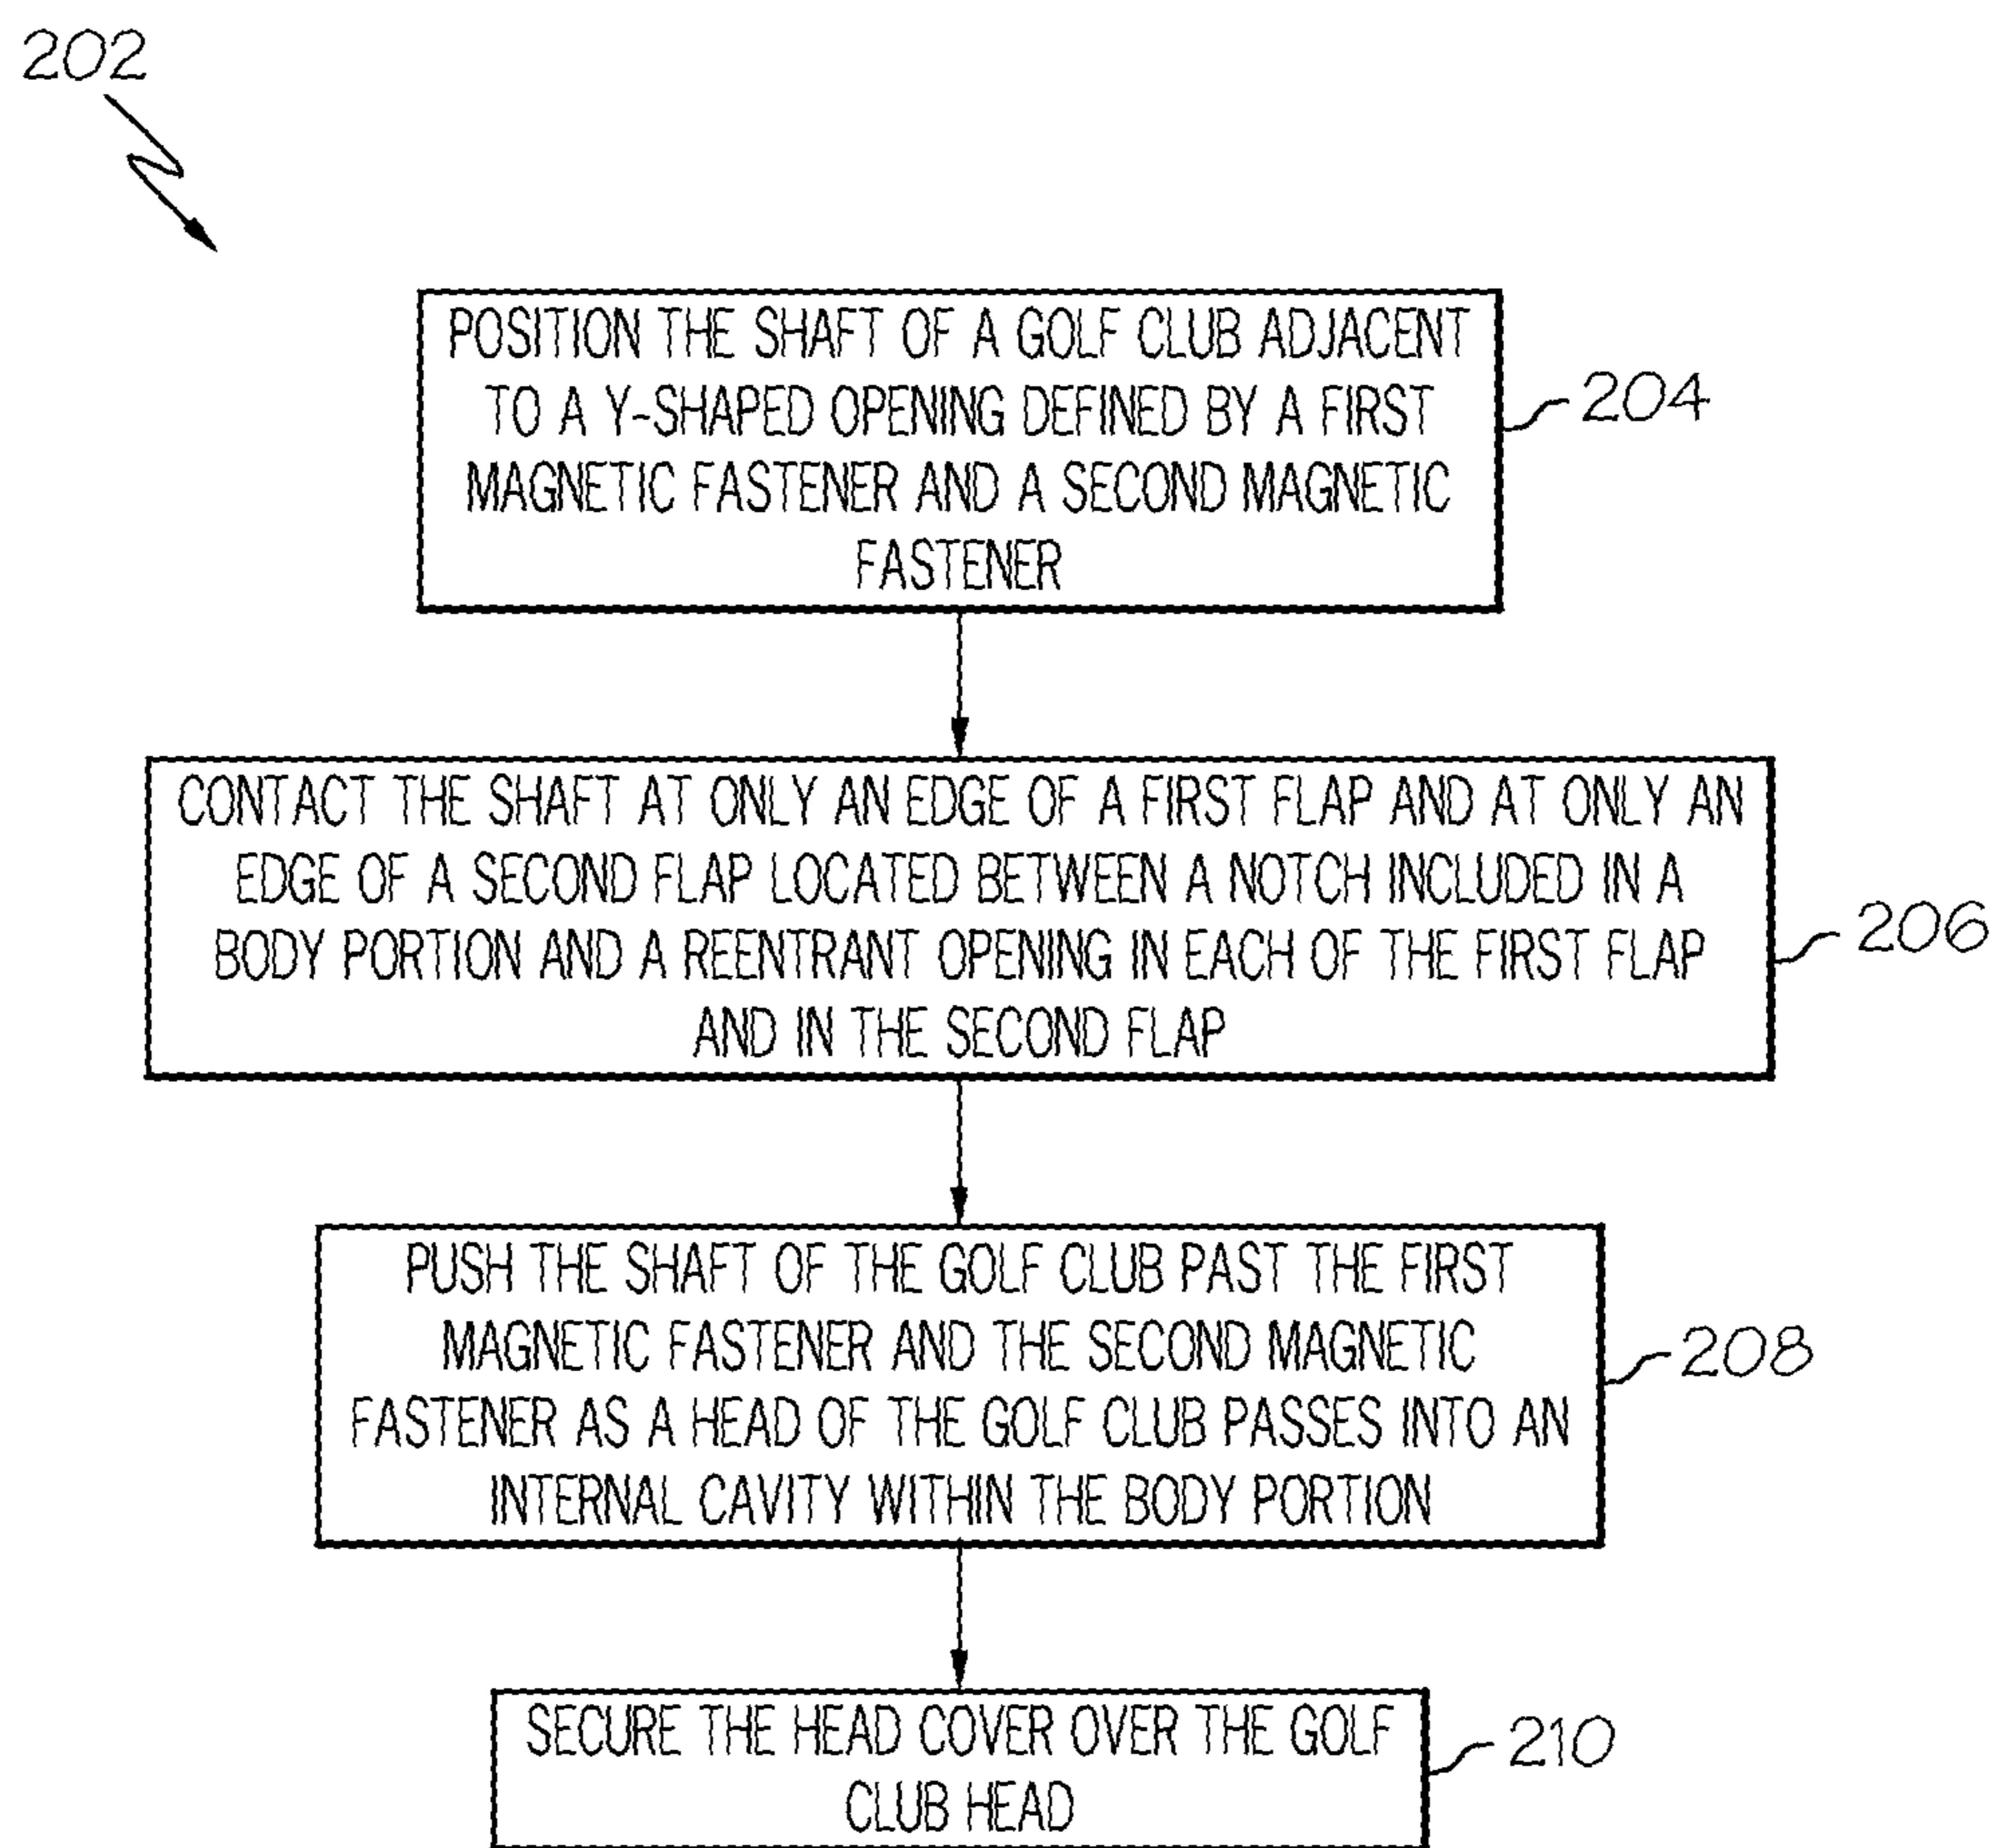 202
POSITION THE SHAFT OF A GOLF CLUB ADJACENT
TO A Y-SHAPED OPENING DEFINED BY A FIRST
MAGNETIC FASTENER AND A SECOND MAGNETIC
FASTENER
204
CONTACT THE SHAFT AT ONLY AN EDGE OF A FIRST FLAP AND AT ONLY AN
EDGE OF A SECOND FLAP LOCATED BETWEEN A NOTCH INCLUDED IN A
BODY PORTION AND A REENTRANT OPENING IN EACH OF THE FIRST FLAP
AND IN THE SECOND FLAP
206
PUSH THE SHAFT OF THE GOLF CLUB PAST THE FIRST
MAGNETIC FASTENER AND THE SECOND MAGNETIC
FASTENER AS A HEAD OF THE GOLF CLUB PASSES INTO AN
INTERNAL CAVITY WITHIN THE BODY PORTION
208
SECURE THE HEAD COVER OVER THE GOLF
CLUB HEAD
210